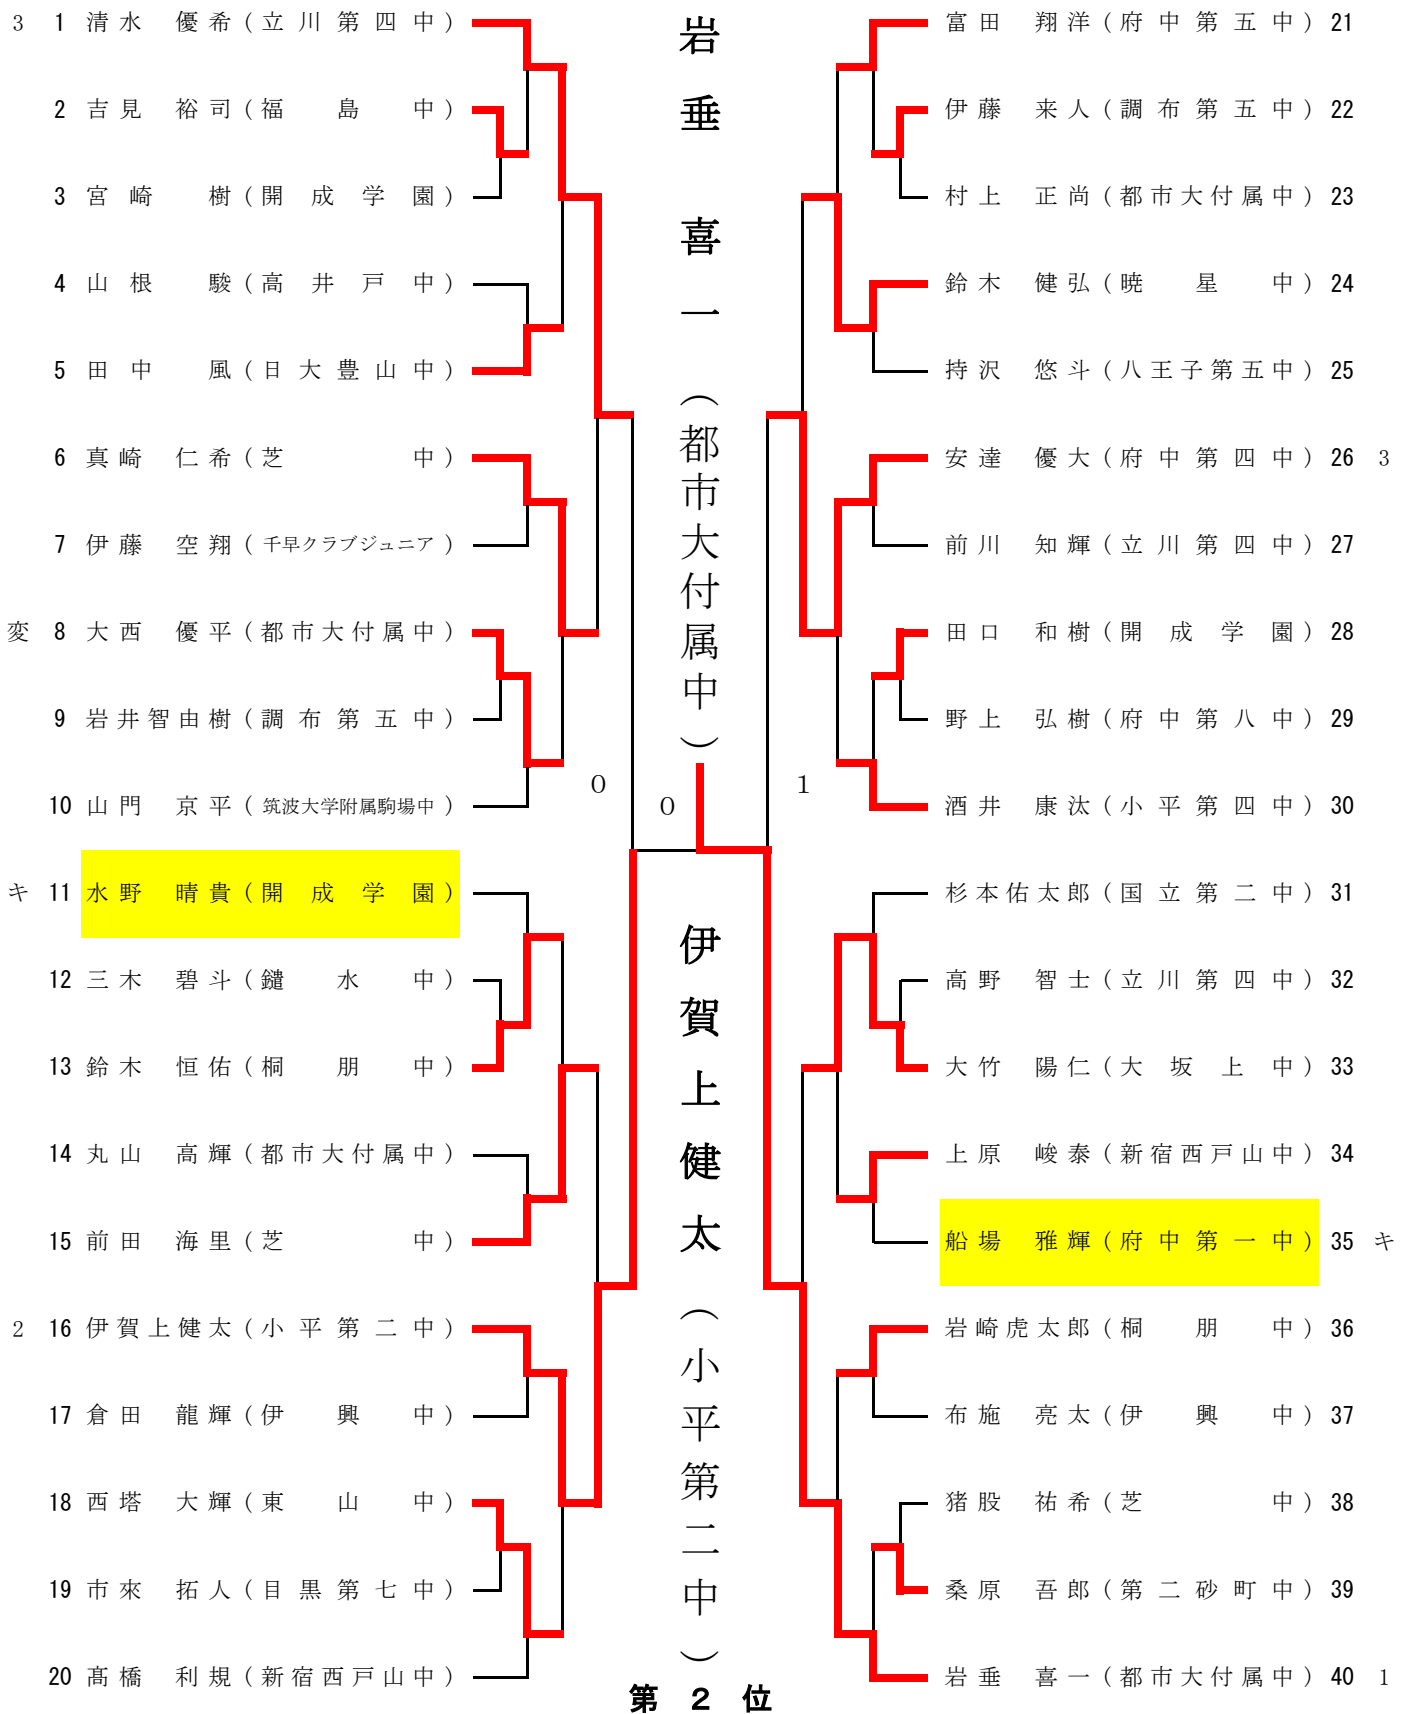 3 1 清水 優希(立川第四中)
2 吉見 裕司(福島中)
3 宮崎 樹(開成学園)
4 山根 駿(高井戸中)
5 田中 風(日大豊山中)
6 真崎 仁希(芝中)
7 伊藤 空翔(千早クラブジュニア)
変 8 大西 優平(都市大付属中)
9 岩井智由樹(調布第五中)
10 山門 京平(筑波大学附属駒場中)
キ 11 水野 晴貴(開成学園)
12 三木 碧斗(鑓水中)
13 鈴木 恒佑(桐朋中)
14 丸山 高輝(都市大付属中)
15 前田 海里(芝中)
2 16 伊賀上健太(小平第二中)
17 倉田 龍輝(伊興中)
18 西塔 大輝(東山中)
19 市來 拓人(目黒第七中)
20 髙橋 利規(新宿西戸山中)
岩垂 喜一(都市大付属中)
0 0 1
伊賀上健太(小平第二中)
第2位
富田 翔洋(府中第五中) 21
伊藤 来人(調布第五中) 22
村上 正尚(都市大付属中) 23
鈴木 健弘(暁星中) 24
持沢 悠斗(八王子第五中) 25
安達 優大(府中第四中) 26 3
前川 知輝(立川第四中) 27
田口 和樹(開成学園) 28
野上 弘樹(府中第八中) 29
酒井 康汰(小平第四中) 30
杉本佑太郎(国立第二中) 31
高野 智士(立川第四中) 32
大竹 陽仁(大坂上中) 33
上原 峻泰(新宿西戸山中) 34
船場 雅輝(府中第一中) 35 キ
岩崎虎太郎(桐朋中) 36
布施 亮太(伊興中) 37
猪股 祐希(芝中) 38
桑原 吾郎(第二砂町中) 39
岩垂 喜一(都市大付属中) 40 1